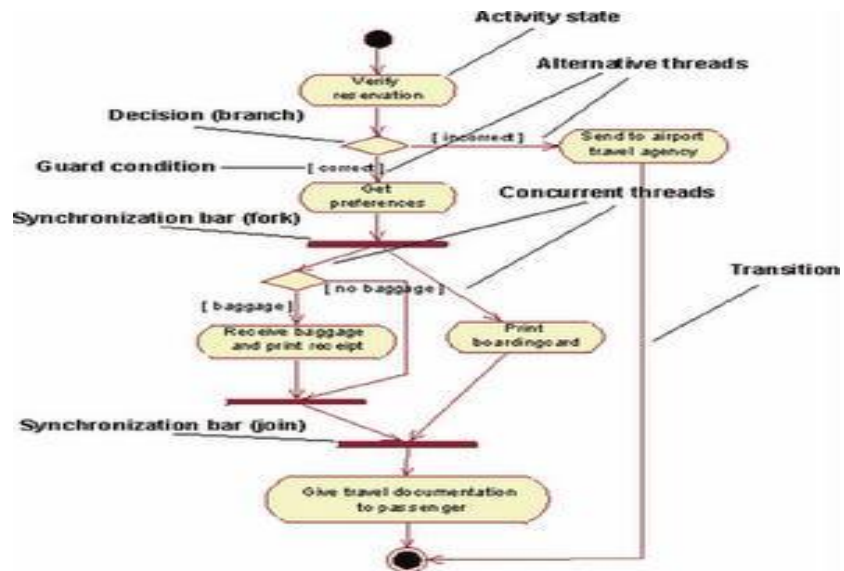 Activity state
Alternative threads
Verify
reservation
Decision (branch)
[ incorrect ]
Send to airport
travel agency
Guard condition
[ correct ]
Get
preferences
Concurrent threads
Synchronization bar (fork)
Transition
[ no baggage ]
[ baggage ]
Receive baggage
and print receipt
Print
boardingcard
Synchronization bar (join)
Give travel documentation
to passenger